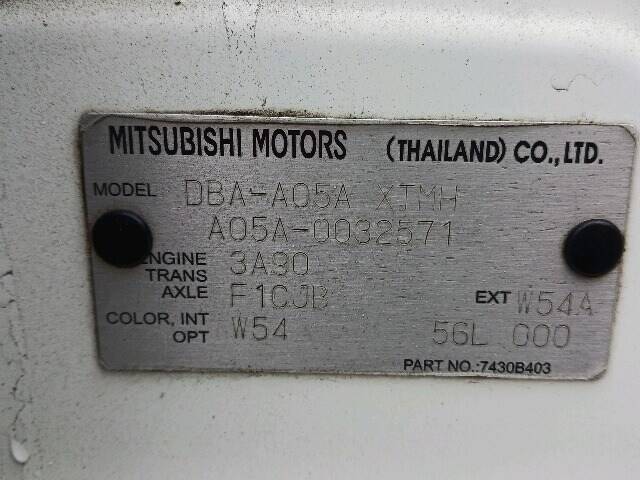 MITSUBISHI MOTORS (THAILAND) CO., LTD.
MODEL DBA-A05A XTMH
A05A-0032571
ENGINE 3A90
TRANS AXLE F1CJB EXT W54A
COLOR, INT OPT W54 56L 000
PART NO.:7430B403